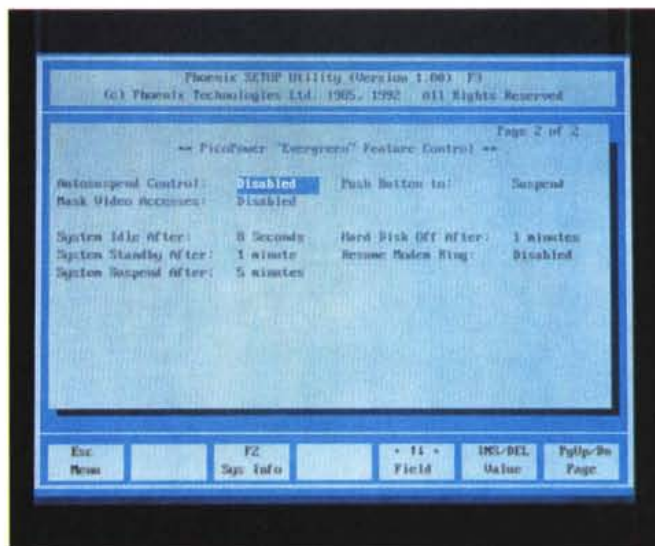 Phoenix SETUP Utility (Version 1.00) F3
(c) Phoenix Technologies Ltd. 1985, 1992 All Rights Reserved
Page 2 of 2
PicoPower "Evergreen" Feature Control
Autosuspend Control: Disabled Push Button to: Suspend
Mask Video Accesses: Disabled
System Idle After: 8 Seconds Hard Disk Off After: 1 minutes
System Standby After: 1 minute Resume Modem Ring: Disabled
System Suspend After: 5 minutes
Esc F2 INS/DEL PgUp/Dn
Menu Sys Info Field Value Page